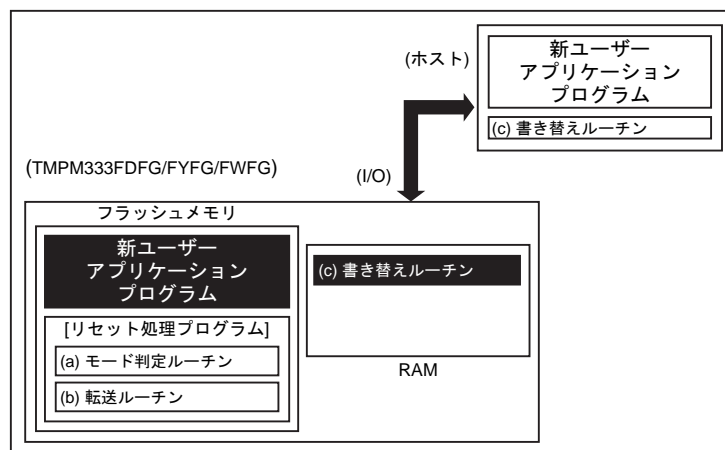 (ホスト)
新ユーザー
アプリケーション
プログラム
(c) 書き替えルーチン
(TMPM333FDFG/FYFG/FWFG)
(I/O)
フラッシュメモリ
新ユーザー
アプリケーション
プログラム
[リセット処理プログラム]
(a) モード判定ルーチン
(b) 転送ルーチン
(c) 書き替えルーチン
RAM